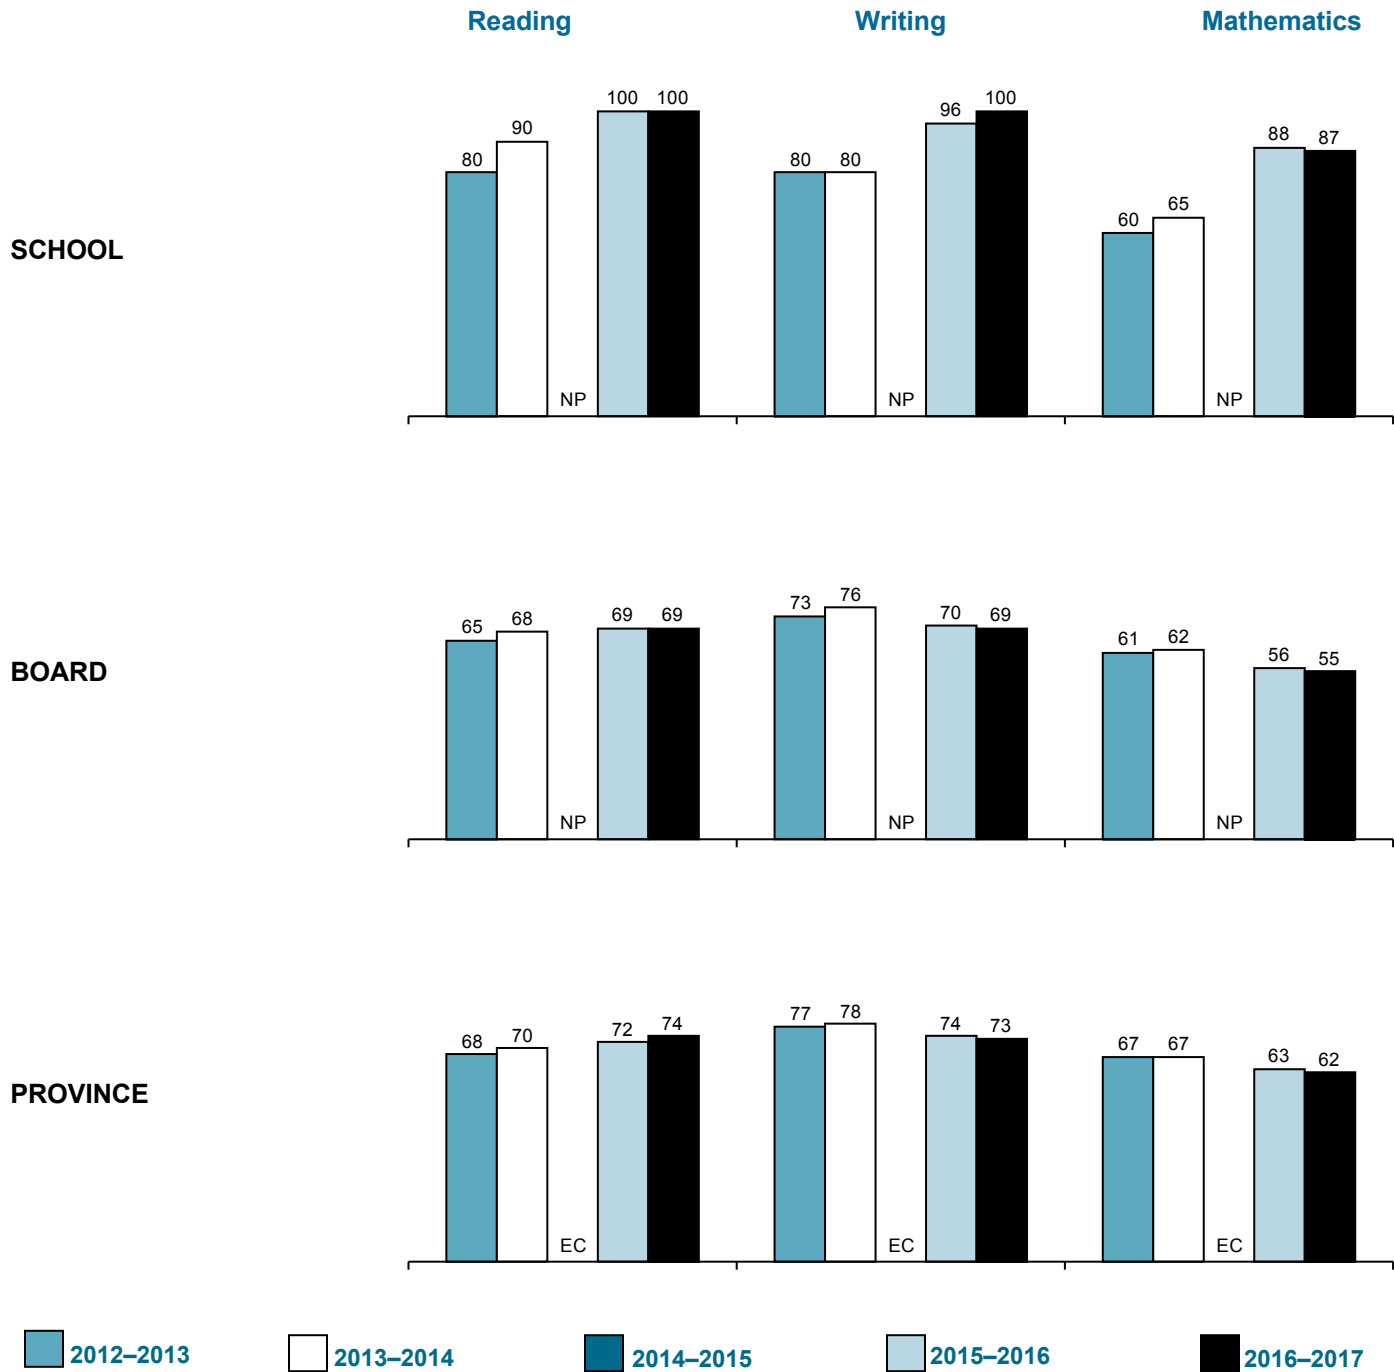 Reading Writing Mathematics
100 100
90
80
NP
100
96
80 80
NP
88 87
60 65
NP
SCHOOL
65 68 69 69
NP
73 76 70 69
NP
61 62 56 55
NP
BOARD
68 70 72 74
EC
77 78 74 73
EC
67 67 63 62
EC
PROVINCE
2012–2013 2013–2014 2014–2015 2015–2016 2016–2017